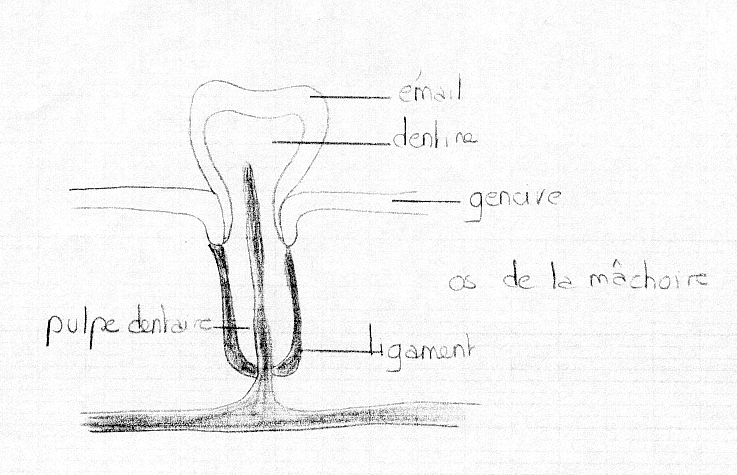 émail
dentine
gencive
os de la mâchoire
pulpe dentaire
ligament